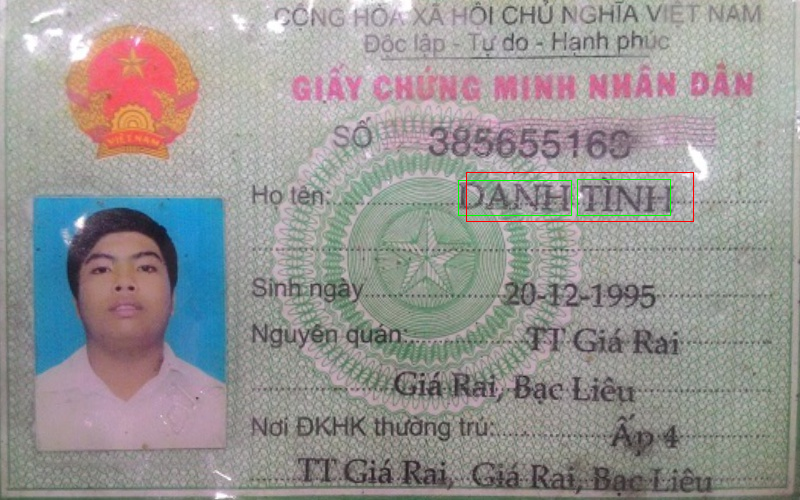 CỘNG HÒA XÃ HỘI CHỦ NGHĨA VIỆT NAM
Độc lập - Tự do - Hạnh phúc
GIẤY CHỨNG MINH NHÂN DÂN
VIỆT NAM
SỐ 385655160
Họ tên: DANH TÌNH
Sinh ngày 20-12-1995
Nguyên quán: TT Giá Rai
Giá Rai, Bạc Liêu
Nơi ĐKHK thường trú: Ấp 4
TT Giá Rai, Giá Rai, Bạc Liêu